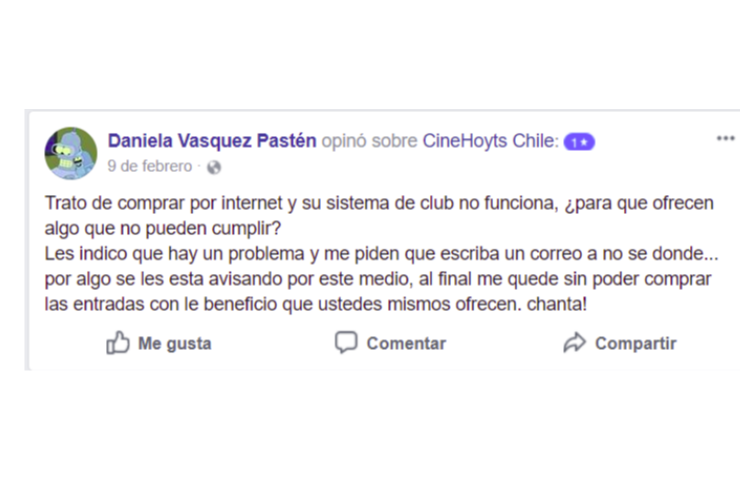 Daniela Vasquez Pastén opinó sobre CineHoyts Chile: 1★
9 de febrero ·
Trato de comprar por internet y su sistema de club no funciona, ¿para que ofrecen
algo que no pueden cumplir?
Les indico que hay un problema y me piden que escriba un correo a no se donde...
por algo se les esta avisando por este medio, al final me quede sin poder comprar
las entradas con le beneficio que ustedes mismos ofrecen. chanta!
Me gusta Comentar Compartir